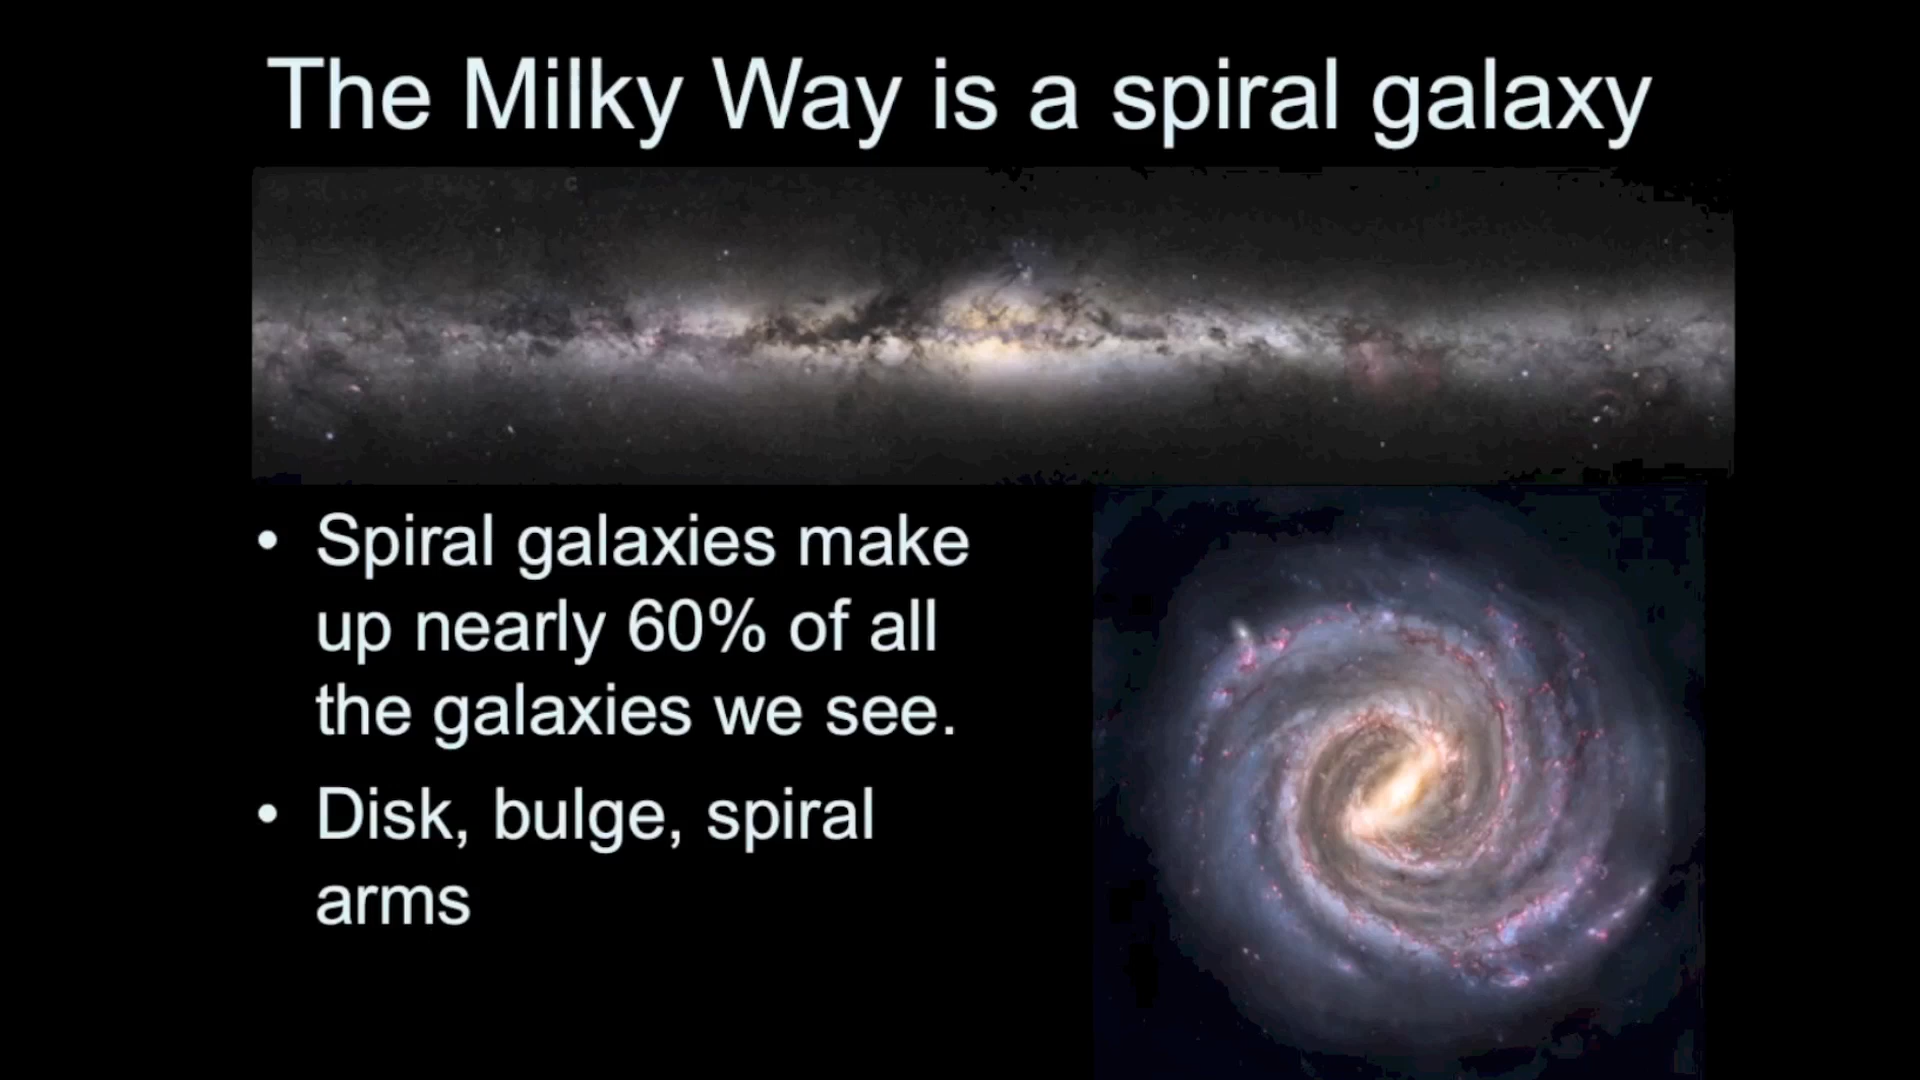 The Milky Way is a spiral galaxy
• Spiral galaxies make
up nearly 60% of all
the galaxies we see.
• Disk, bulge, spiral
arms